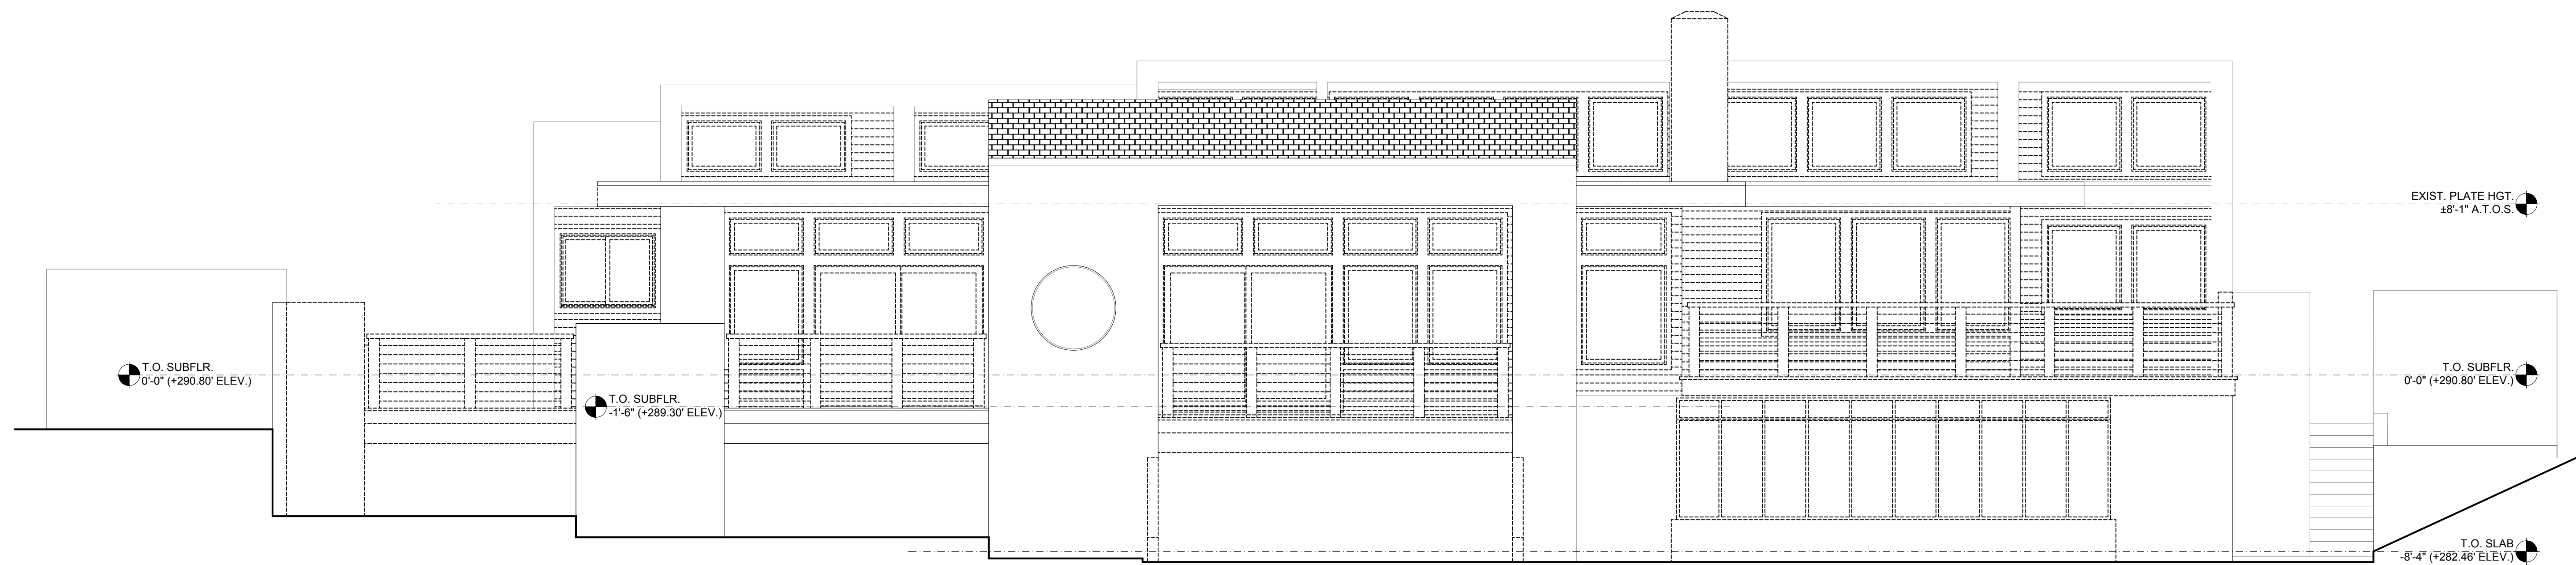 EXIST. PLATE HGT.
±8'-1" A.T.O.S.
T.O. SUBFLR.
0'-0" (+290.80' ELEV.)
T.O. SUBFLR.
0'-0" (+290.80' ELEV.)
T.O. SUBFLR.
-1'-6" (+289.30' ELEV.)
T.O. SLAB
-8'-4" (+282.46' ELEV.)